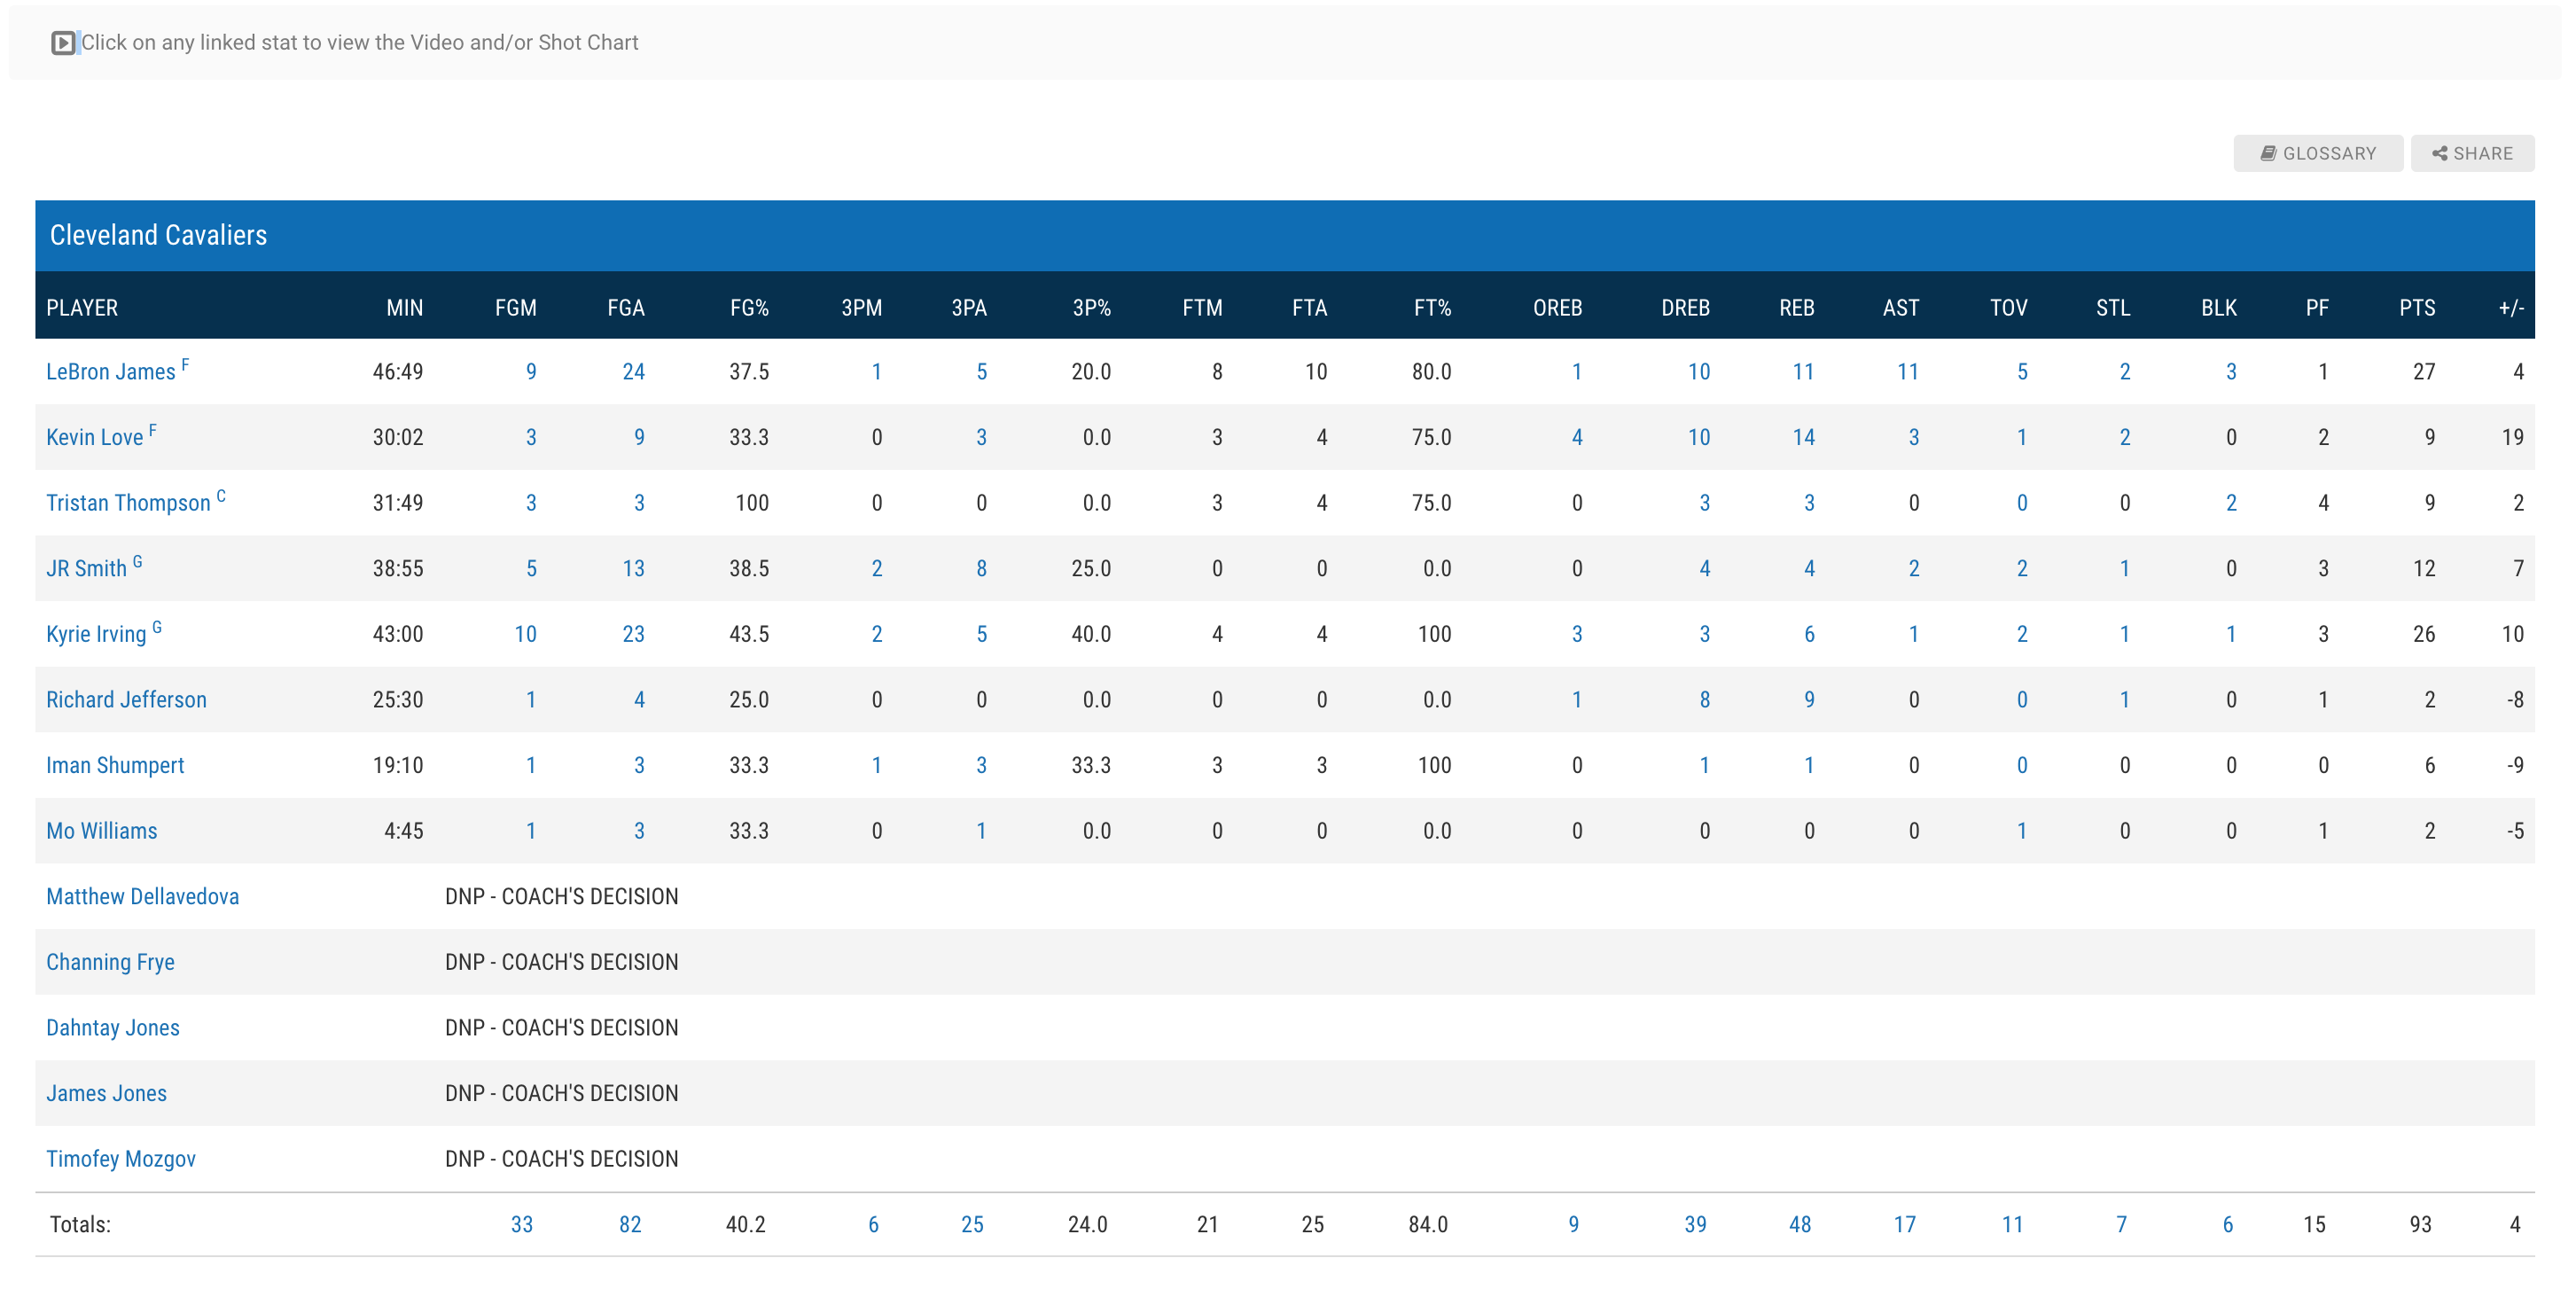 Click on any linked stat to view the Video and/or Shot Chart
GLOSSARY SHARE
Cleveland Cavaliers
PLAYER MIN FGM FGA FG% 3PM 3PA 3P% FTM FTA FT% OREB DREB REB AST TOV STL BLK PF PTS +/-
LeBron James F 46:49 9 24 37.5 1 5 20.0 8 10 80.0 1 10 11 11 5 2 3 1 27 4
Kevin Love F 30:02 3 9 33.3 0 3 0.0 3 4 75.0 4 10 14 3 1 2 0 2 9 19
Tristan Thompson C 31:49 3 3 100 0 0 0.0 3 4 75.0 0 3 3 0 0 0 2 4 9 2
JR Smith G 38:55 5 13 38.5 2 8 25.0 0 0 0.0 0 4 4 2 2 1 0 3 12 7
Kyrie Irving G 43:00 10 23 43.5 2 5 40.0 4 4 100 3 3 6 1 2 1 1 3 26 10
Richard Jefferson 25:30 1 4 25.0 0 0 0.0 0 0 0.0 1 8 9 0 0 1 0 1 2 -8
Iman Shumpert 19:10 1 3 33.3 1 3 33.3 3 3 100 0 1 1 0 0 0 0 0 6 -9
Mo Williams 4:45 1 3 33.3 0 1 0.0 0 0 0.0 0 0 0 0 1 0 0 1 2 -5
Matthew Dellavedova DNP - COACH'S DECISION
Channing Frye DNP - COACH'S DECISION
Dahntay Jones DNP - COACH'S DECISION
James Jones DNP - COACH'S DECISION
Timofey Mozgov DNP - COACH'S DECISION
Totals: 33 82 40.2 6 25 24.0 21 25 84.0 9 39 48 17 11 7 6 15 93 4